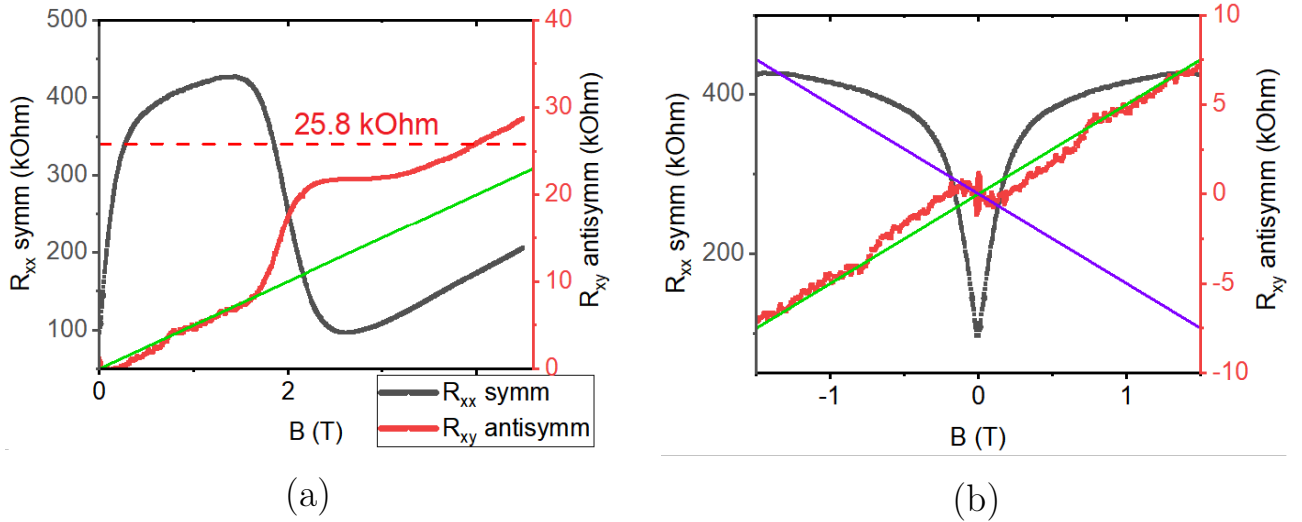 500
400
300
200
100
R_xx symm (kOhm)
40
30
20
10
0
R_xy antisymm (kOhm)
25.8 kOhm
0
2
B (T)
R_xx symm
R_xy antisymm
(a)
400
200
R_xx symm (kOhm)
10
5
0
-5
-10
R_xy antisymm (kOhm)
-1
0
1
B (T)
(b)